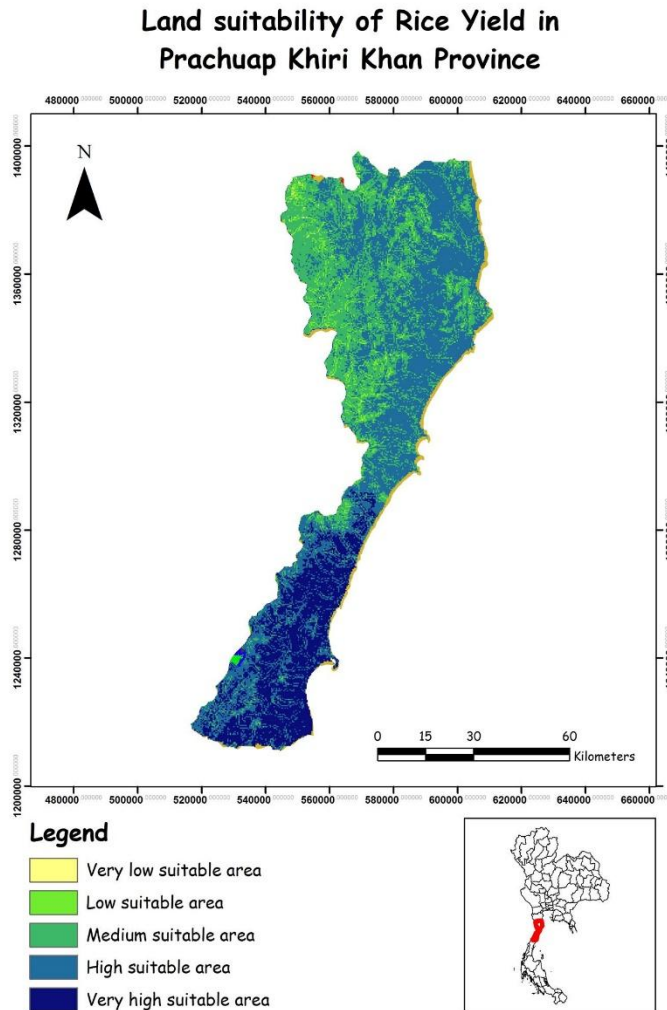 Land suitability of Rice Yield in
Prachuap Khiri Khan Province
480000 500000 520000 540000 560000 580000 600000 620000 640000 660000
N
1400000
1360000
1320000
1280000
1240000
1200000
1240000
0 15 30 60
Kilometers
480000 500000 520000 540000 560000 580000 600000 620000 640000 660000
Legend
Very low suitable area
Low suitable area
Medium suitable area
High suitable area
Very high suitable area